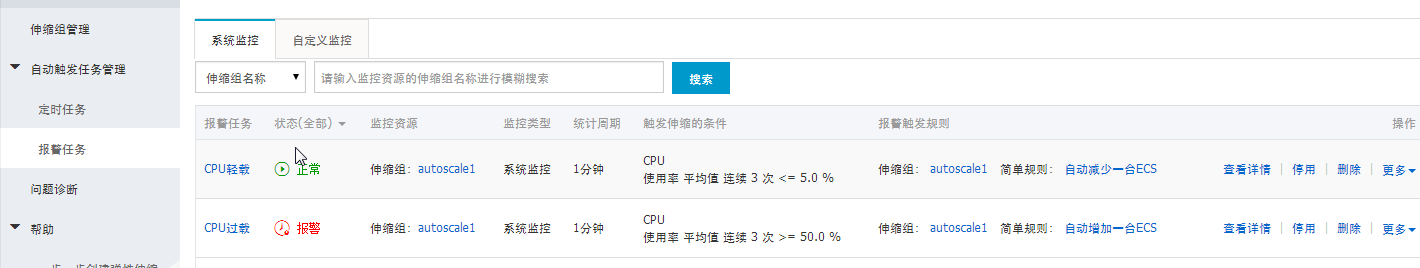 伸缩组管理
自动触发任务管理
定时任务
报警任务
问题诊断
帮助
系统监控 自定义监控
伸缩组名称 请输入监控资源的伸缩组名称进行模糊搜索 搜索
报警任务 状态(全部) 监控资源 监控类型 统计周期 触发伸缩的条件 报警触发规则 操作
CPU轻载 正常 伸缩组：autoscale1 系统监控 1分钟 CPU
使用率 平均值 连续 3 次 <= 5.0 % 伸缩组： autoscale1 简单规则： 自动减少一台ECS 查看详情 | 停用 | 删除 | 更多
CPU过载 报警 伸缩组：autoscale1 系统监控 1分钟 CPU
使用率 平均值 连续 3 次 >= 50.0 % 伸缩组： autoscale1 简单规则： 自动增加一台ECS 查看详情 | 停用 | 删除 | 更多